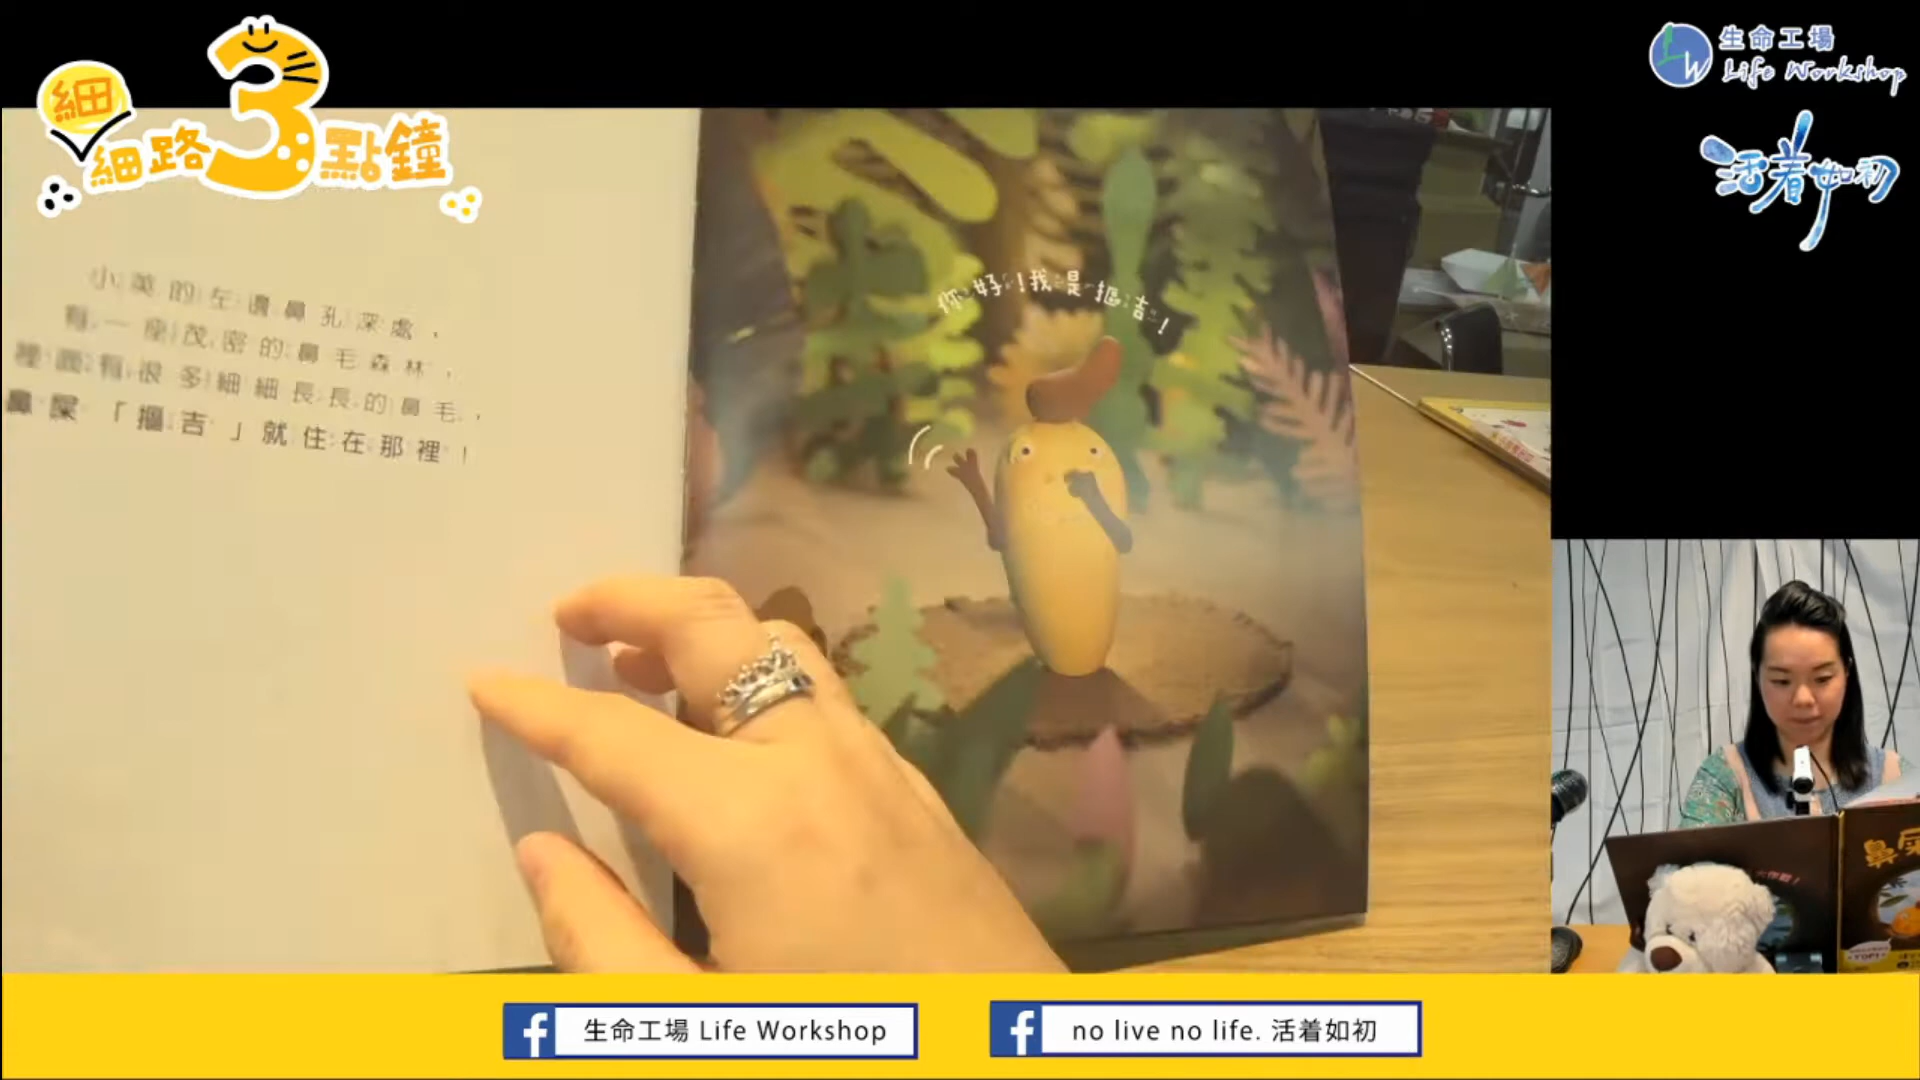 細
細路3點鐘
生命工場
Life Workshop
活着如初
小英的左邊鼻孔深處，
有一座茂密的鼻毛森林，
裡面有很多細細長長的鼻毛，
鼻屎「摳吉」就住在那裡！
你好！我是摳吉！
生命工場 Life Workshop
no live no life. 活着如初